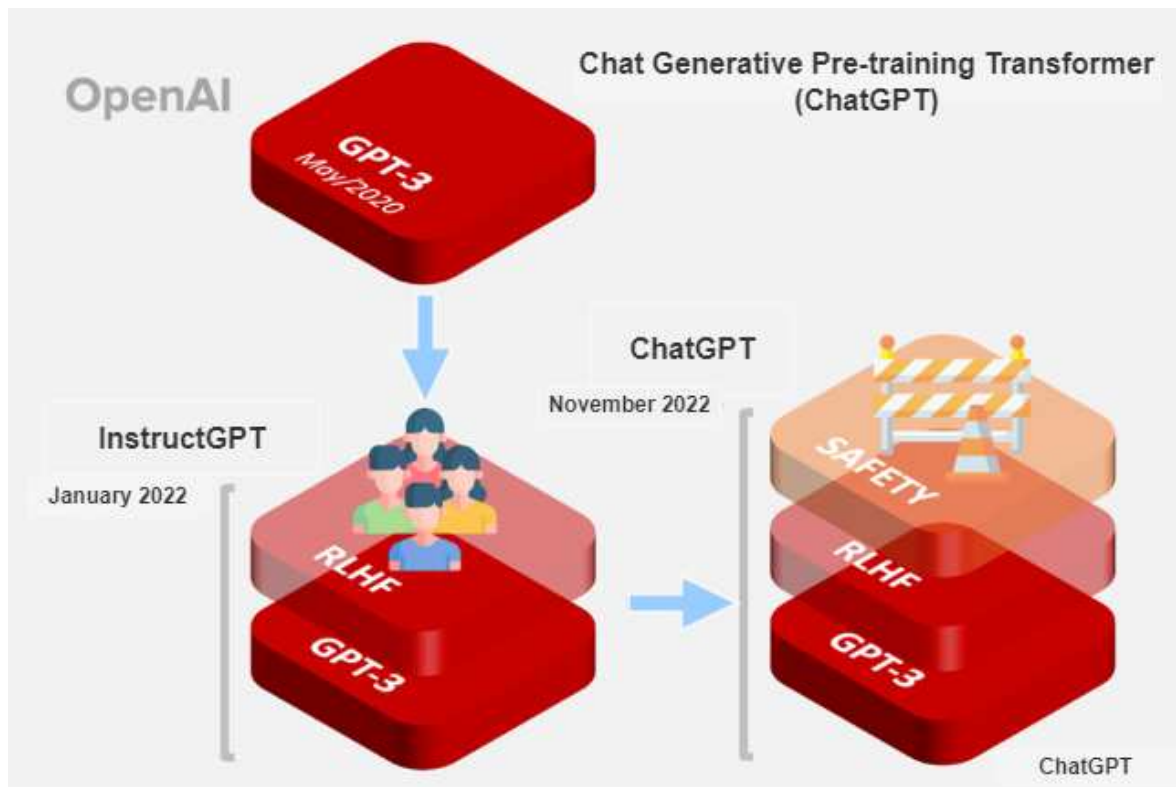 OpenAI
Chat Generative Pre-training Transformer
(ChatGPT)
GPT-3
May/2020
InstructGPT
January 2022
RLHF
GPT-3
ChatGPT
November 2022
SAFETY
RLHF
GPT-3
ChatGPT